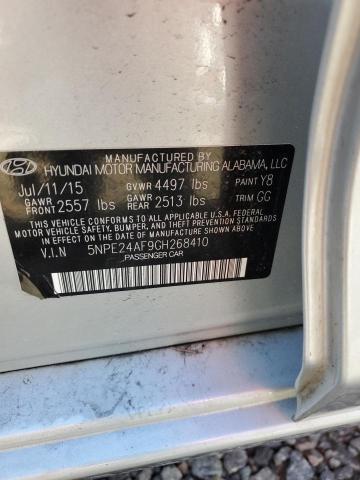 MANUFACTURED BY
HYUNDAI MOTOR MANUFACTURING ALABAMA, LLC
Jul/11/15 GVWR 4497 lbs PAINT Y8
GAWR FRONT 2557 lbs GAWR REAR 2513 lbs TRIM GG
THIS VEHICLE CONFORMS TO ALL APPLICABLE FEDERAL
MOTOR VEHICLE SAFETY, BUMPER, AND THEFT PREVENTION
STANDARDS IN EFFECT ON THE DATE OF MANUFACTURE SHOWN ABOVE.
V.I.N 5NPE24AF9GH268410
PASSENGER CAR